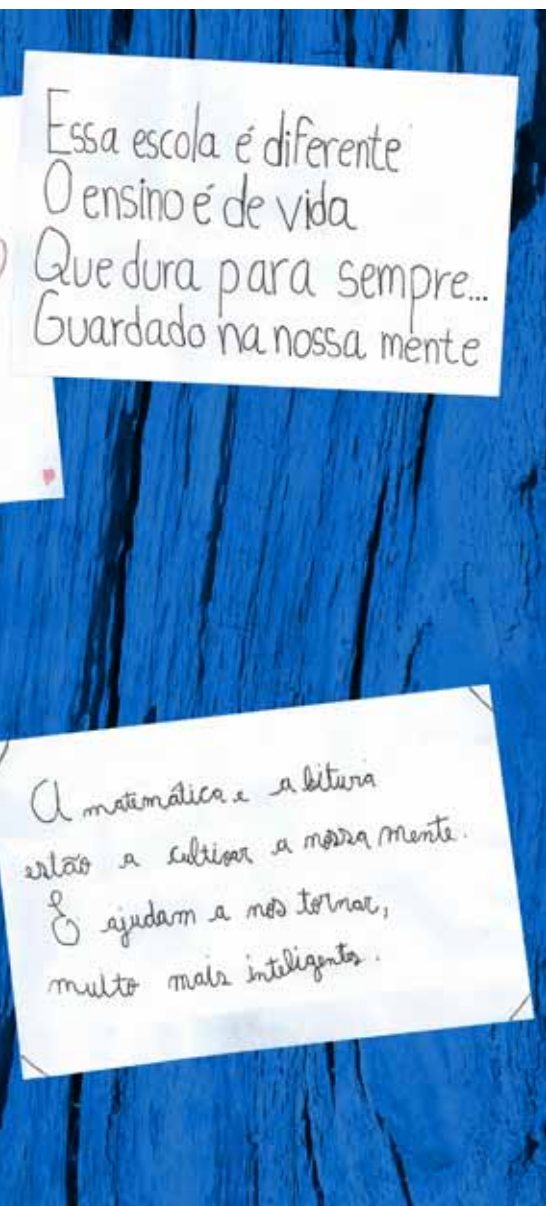 Essa escola é diferente
O ensino é de vida
Que dura para sempre...
Guardado na nossa mente
A matemática e a leitura
estão a cultivar a nossa mente.
E ajudam a nos tornar,
muito mais inteligentes.